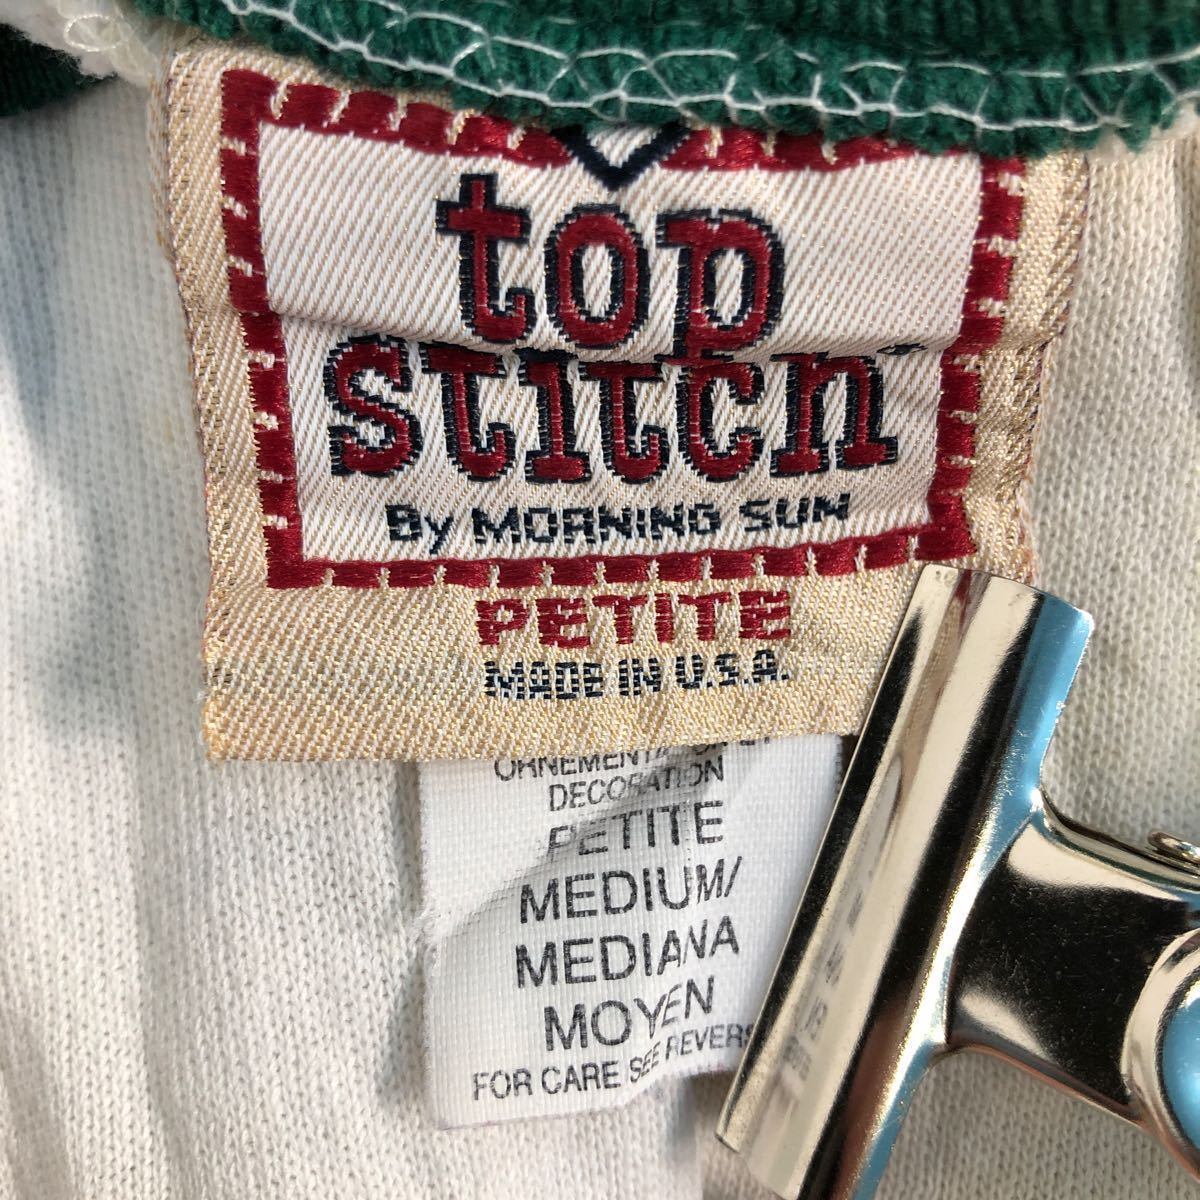 top
stitch
By MORNING SUN
PETITE
MADE IN U.S.A.
DECORATION
PETITE
MEDIUM/
MEDIANA
MOYEN
FOR CARE SEE REVERS